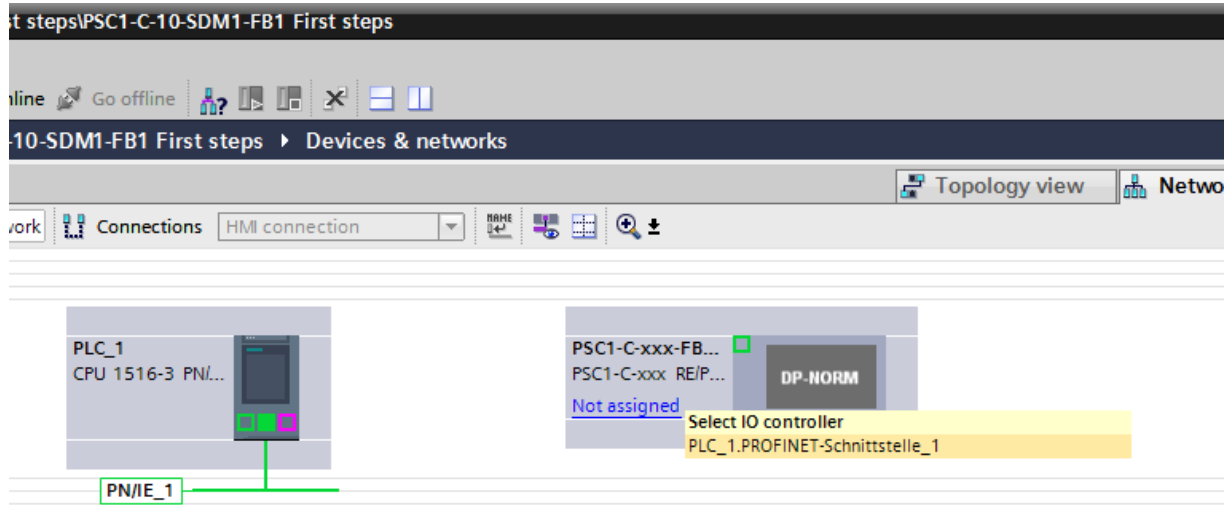 st steps\PSC1-C-10-SDM1-FB1 First steps
Go offline
-10-SDM1-FB1 First steps Devices & networks
Topology view Netwo
Connections HMI connection NAME
PLC_1
CPU 1516-3 PN/...
PSC1-C-xxx-FB...
PSC1-C-xxx RE/P...
Not assigned
DP-NORM
Select IO controller
PLC_1.PROFINET-Schnittstelle_1
PN/IE_1